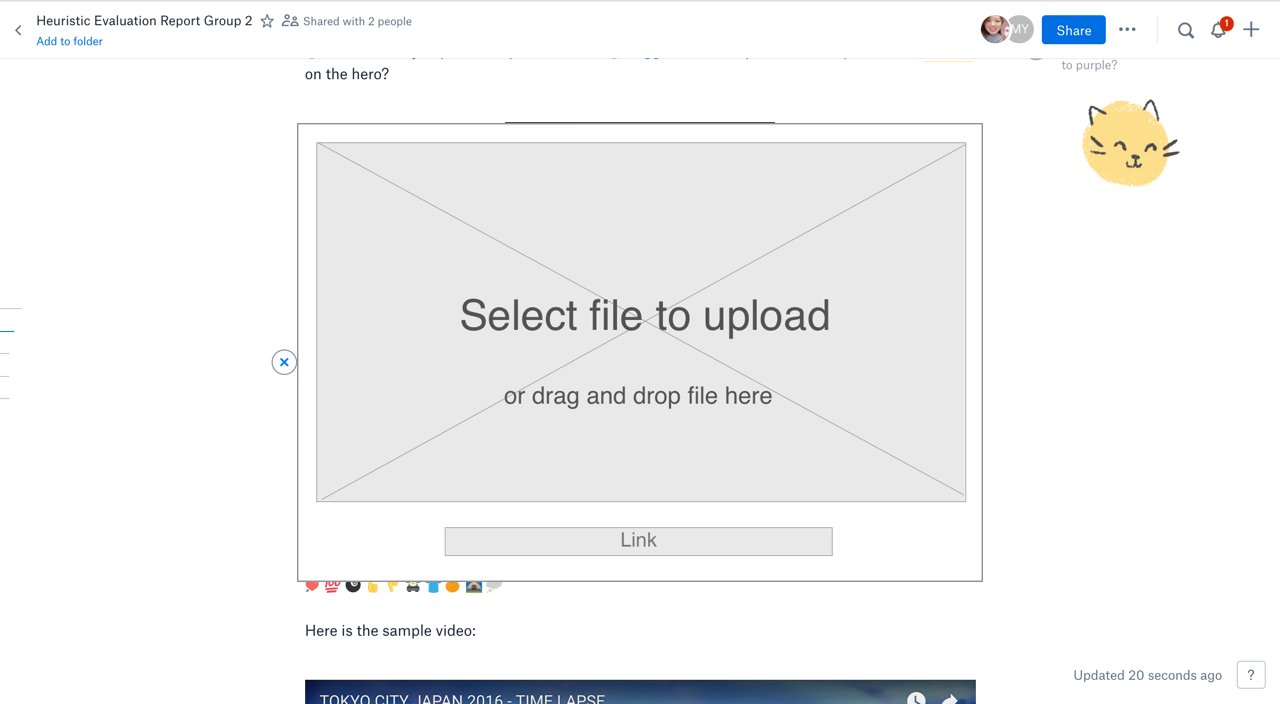 Heuristic Evaluation Report Group 2
Shared with 2 people
Add to folder
MY
Share
1
on the hero?
to purple?
Select file to upload
or drag and drop file here
Link
💯
Here is the sample video:
TOKYO CITY, JAPAN 2016 - TIME LAPSE
Updated 20 seconds ago
?